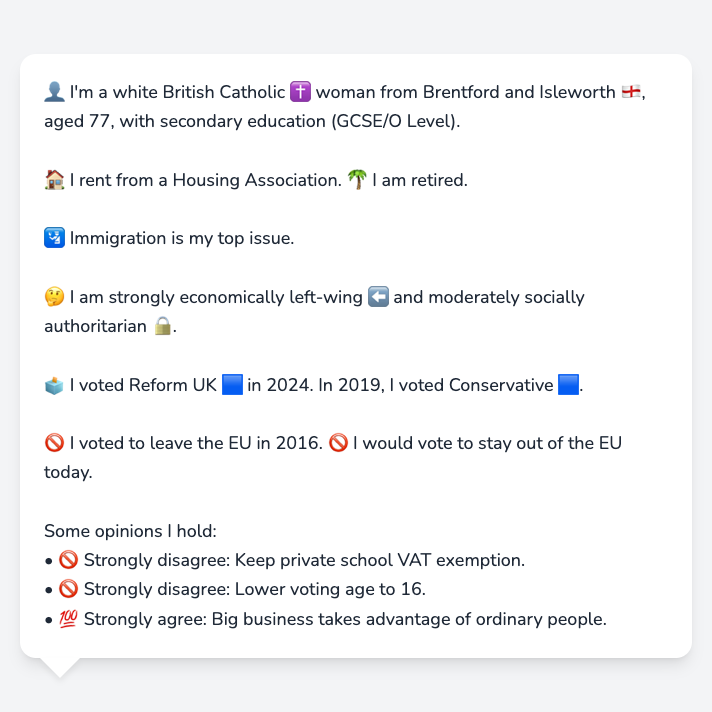 👤 I'm a white British Catholic ✝️ woman from Brentford and Isleworth 🏴󠁧󠁢󠁥󠁮󠁧󠁿,
aged 77, with secondary education (GCSE/O Level).
🏠 I rent from a Housing Association. 🌴 I am retired.
🛂 Immigration is my top issue.
🤔 I am strongly economically left-wing ⬅️ and moderately socially
authoritarian 🔒.
🗳️ I voted Reform UK 🟦 in 2024. In 2019, I voted Conservative 🟦.
🚫 I voted to leave the EU in 2016. 🚫 I would vote to stay out of the EU
today.
Some opinions I hold:
• 🚫 Strongly disagree: Keep private school VAT exemption.
• 🚫 Strongly disagree: Lower voting age to 16.
• 💯 Strongly agree: Big business takes advantage of ordinary people.